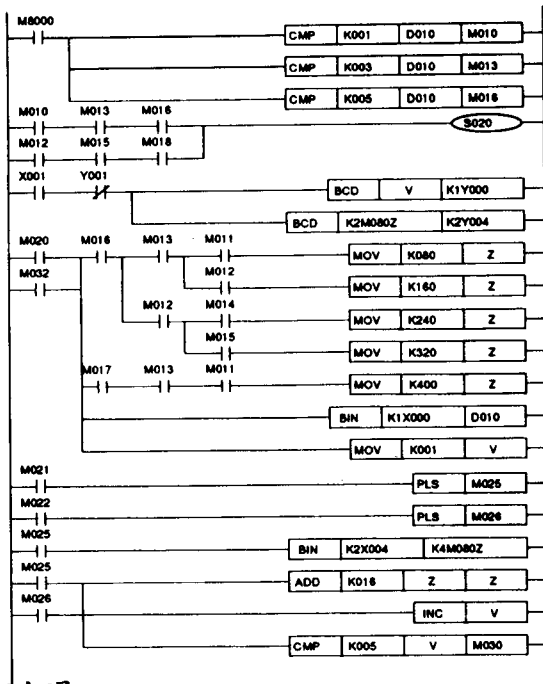 M8000
CMP K001 D010 M010
CMP K003 D010 M013
CMP K005 D010 M016
M010 M013 M016
S020
M012 M015 M018
X001 Y001
BCD V K1Y000
BCD K2M080Z K2Y004
M020 M016 M013 M011
MOV K080 Z
M032 M012
MOV K160 Z
M012 M014
MOV K240 Z
M015
MOV K320 Z
M017 M013 M011
MOV K400 Z
BIN K1X000 D010
MOV K001 V
M021
PLS M025
M022
PLS M026
M025
BIN K2X004 K4M080Z
M025
ADD K016 Z Z
M026
INC V
CMP K005 V M030